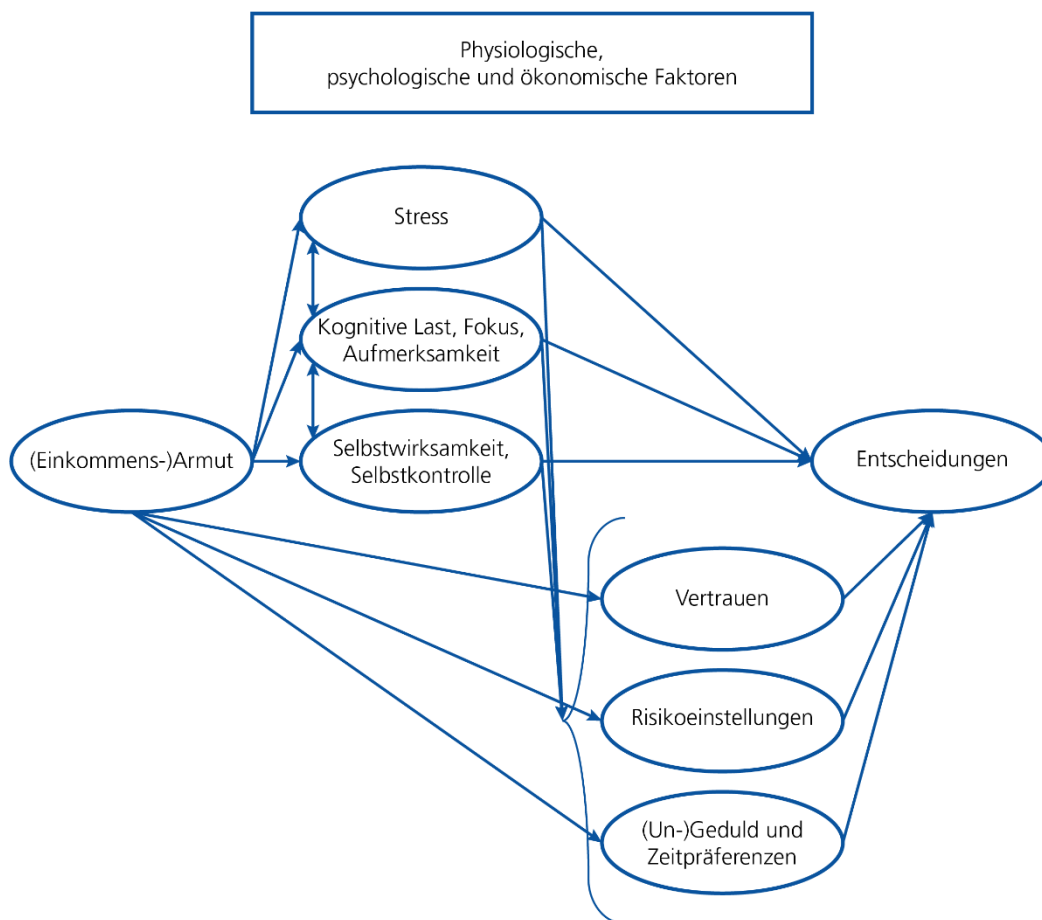 Physiologische,
psychologische und ökonomische Faktoren
Stress
Kognitive Last, Fokus,
Aufmerksamkeit
(Einkommens-)Armut
Selbstwirksamkeit,
Selbstkontrolle
Entscheidungen
Vertrauen
Risikoeinstellungen
(Un-)Geduld und
Zeitpräferenzen